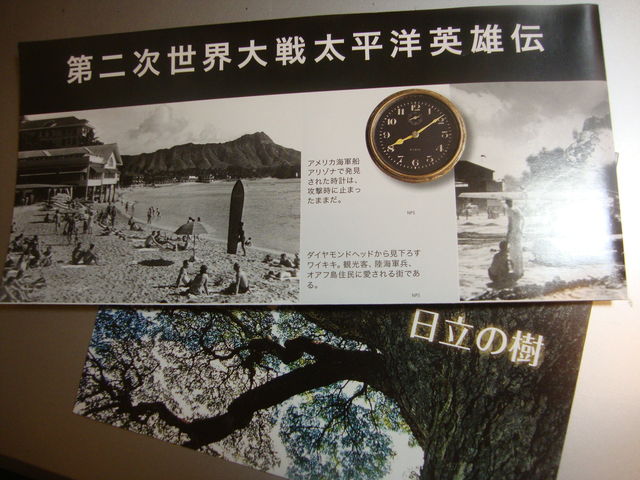 第二次世界大戦太平洋英雄伝
アメリカ海軍船
アリゾナで発見
された時計は、
攻撃時に止まっ
たままだ。
NPS
ダイヤモンドヘッドから見下ろす
ワイキキ。観光客、陸海軍兵、
オアフ島住民に愛される街であ
る。
NPS
日立の樹